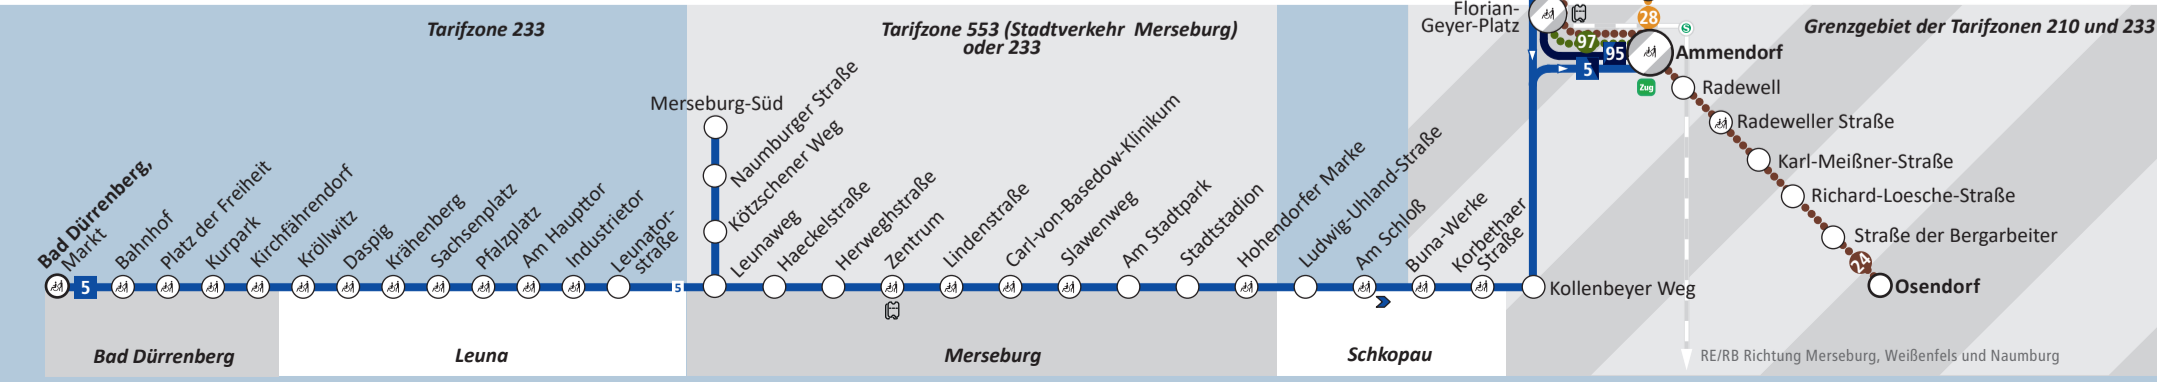 Tarifzone 233
Tarifzone 553 (Stadtverkehr Merseburg)
oder 233
Grenzgebiet der Tarifzonen 210 und 233
Florian-
Geyer-Platz
28
97
95
5
Ammendorf
Zug
S
Radewell
Radeweller Straße
Karl-Meißner-Straße
Richard-Loesche-Straße
Straße der Bergarbeiter
24
Osendorf
Merseburg-Süd
Naumburger Straße
Kötzschener Weg
Bad Dürrenberg,
Markt
5
Bahnhof
Platz der Freiheit
Kurpark
Kirchfährendorf
Kröllwitz
Daspig
Krähenberg
Sachsenplatz
Pfalzplatz
Am Haupttor
Industrietor
Leunator-
straße
5
Leunaweg
Haeckelstraße
Herweghstraße
Zentrum
Lindenstraße
Carl-von-Basedow-Klinikum
Slawenweg
Am Stadtpark
Stadtstadion
Hohendorfer Marke
Ludwig-Uhland-Straße
Am Schloß
Buna-Werke
Korbethaer
Straße
Kollenbeyer Weg
Bad Dürrenberg
Leuna
Merseburg
Schkopau
RE/RB Richtung Merseburg, Weißenfels und Naumburg